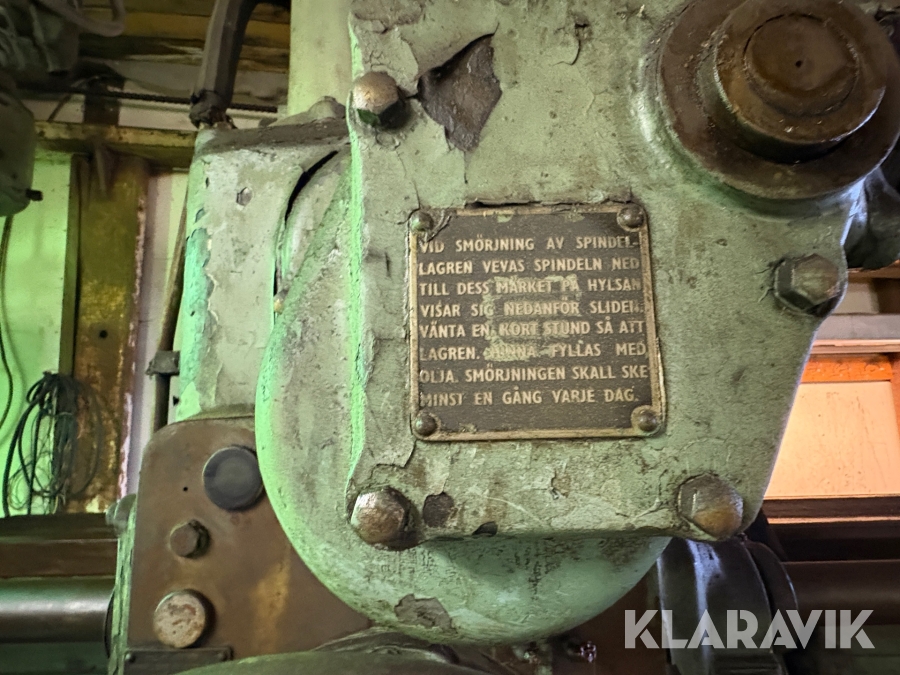 VID SMÖRJNING AV SPINDEL-
LAGREN VEVAS SPINDELN NED
TILL DESS MÄRKET PÅ HYLSAN
VISAR SIG NEDANFÖR SLIDEN.
VÄNTA EN KORT STUND SÅ ATT
LAGREN KUNNA FYLLAS MED
OLJA. SMÖRJNINGEN SKALL SKE
MINST EN GÅNG VARJE DAG.
KLARAVIK